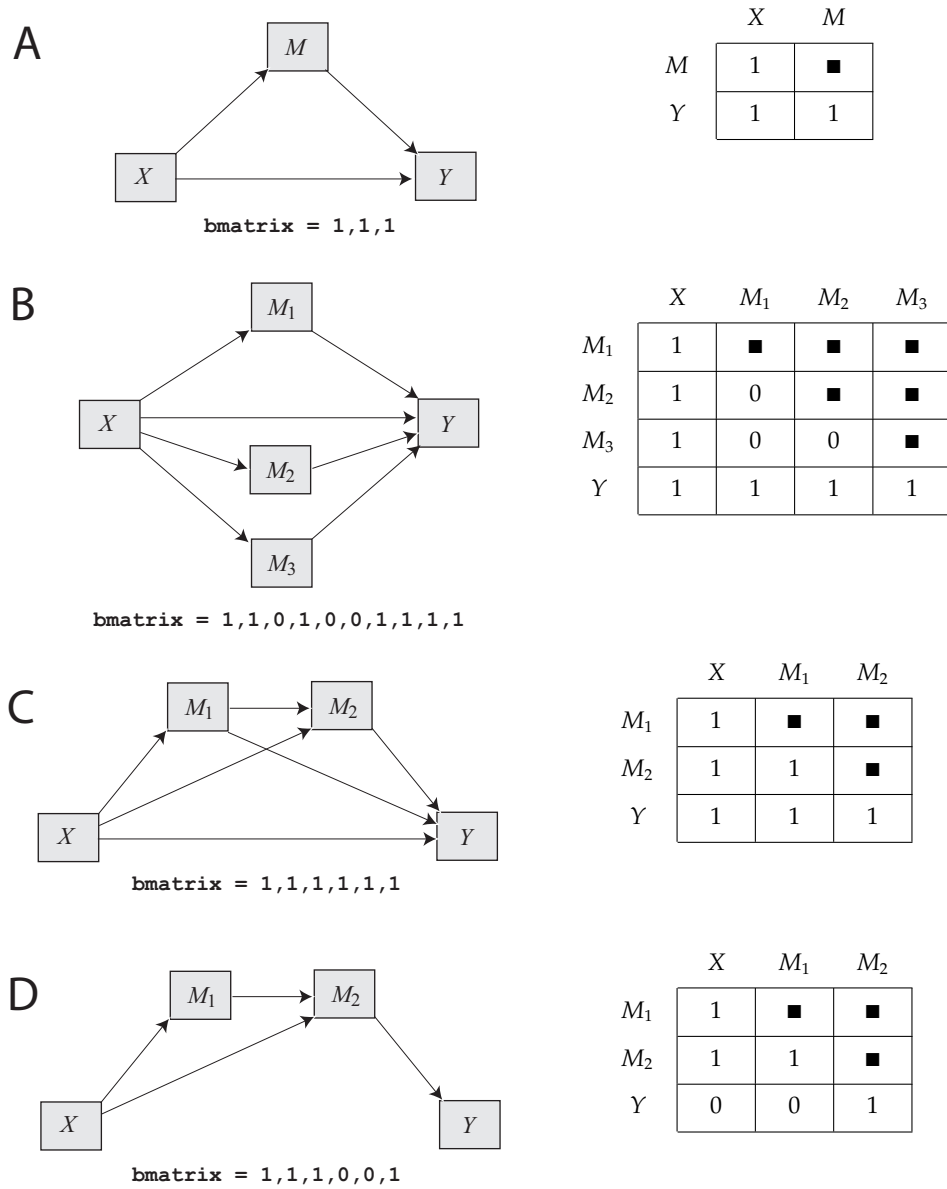 A
M
X
Y
bmatrix = 1,1,1
X M
M 1 ■
Y 1 1
B
M1
X
Y
M2
M3
bmatrix = 1,1,0,1,0,0,1,1,1,1
X M1 M2 M3
M1 1 ■ ■ ■
M2 1 0 ■ ■
M3 1 0 0 ■
Y 1 1 1 1
C
M1 M2
X
Y
bmatrix = 1,1,1,1,1,1
X M1 M2
M1 1 ■ ■
M2 1 1 ■
Y 1 1 1
D
M1 M2
X
Y
bmatrix = 1,1,1,0,0,1
X M1 M2
M1 1 ■ ■
M2 1 1 ■
Y 0 0 1